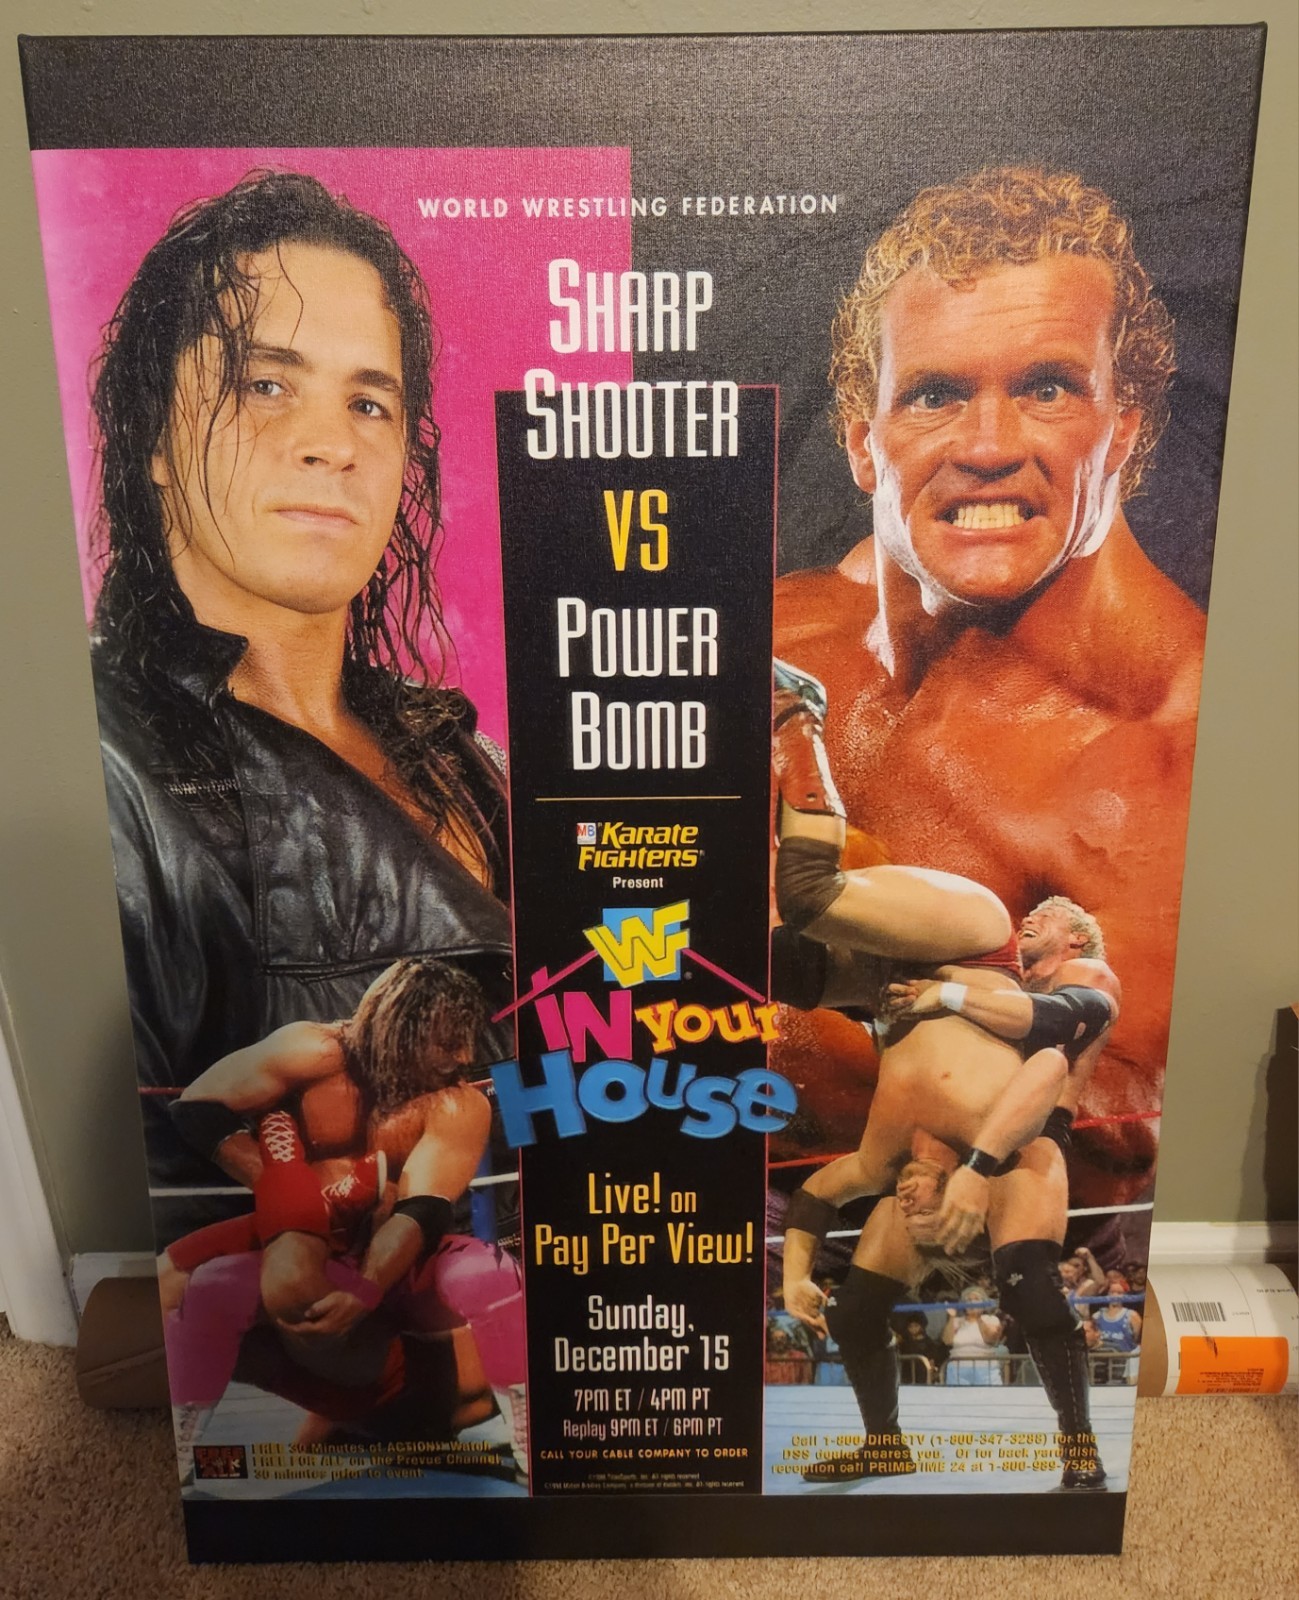 WORLD WRESTLING FEDERATION
SHARP
SHOOTER
VS
POWER
BOMB
MB Karate
FIGHTERS
Present
WF
IN your
House
Live! on
Pay Per View!
Sunday,
December 15
7PM ET / 4PM PT
Replay 9PM ET / 6PM PT
CALL YOUR CABLE COMPANY TO ORDER
FREE 30 Minutes of ACTION! Watch
FREE FOR ALL on the Prevue Channel
30 minutes prior to event.
Call 1-800-DIRECTV (1-800-347-3288) for the
DSS dealer nearest you. Or for back yard dish
reception call PRIMETIME 24 at 1-800-989-7526